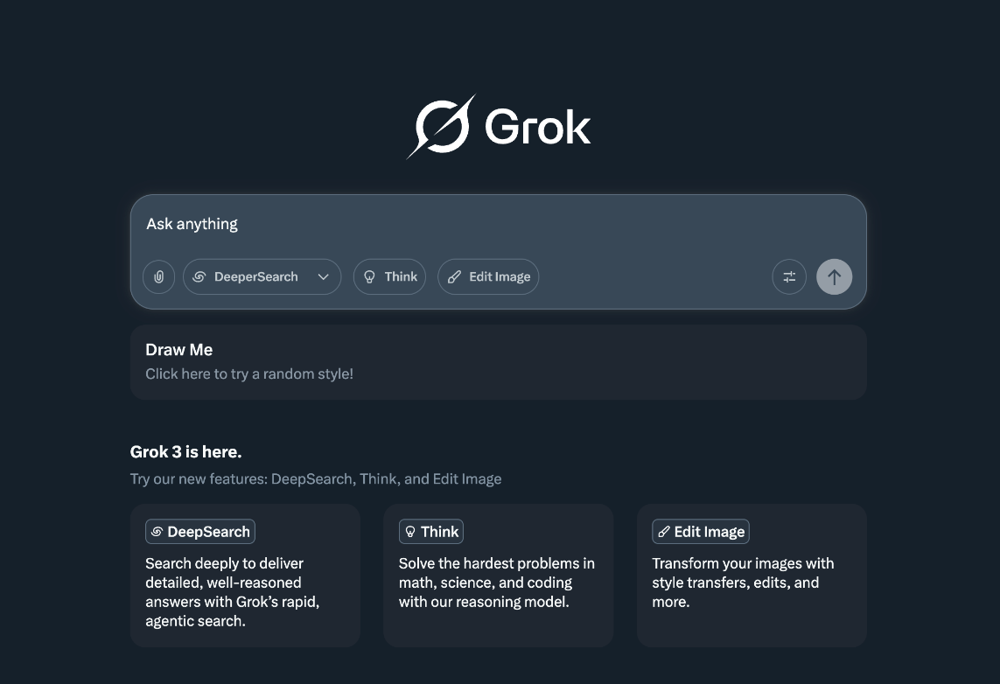 Grok
Ask anything
DeeperSearch
Think
Edit Image
Draw Me
Click here to try a random style!
Grok 3 is here.
Try our new features: DeepSearch, Think, and Edit Image
DeepSearch
Search deeply to deliver
detailed, well-reasoned
answers with Grok’s rapid,
agentic search.
Think
Solve the hardest problems in
math, science, and coding
with our reasoning model.
Edit Image
Transform your images with
style transfers, edits, and
more.